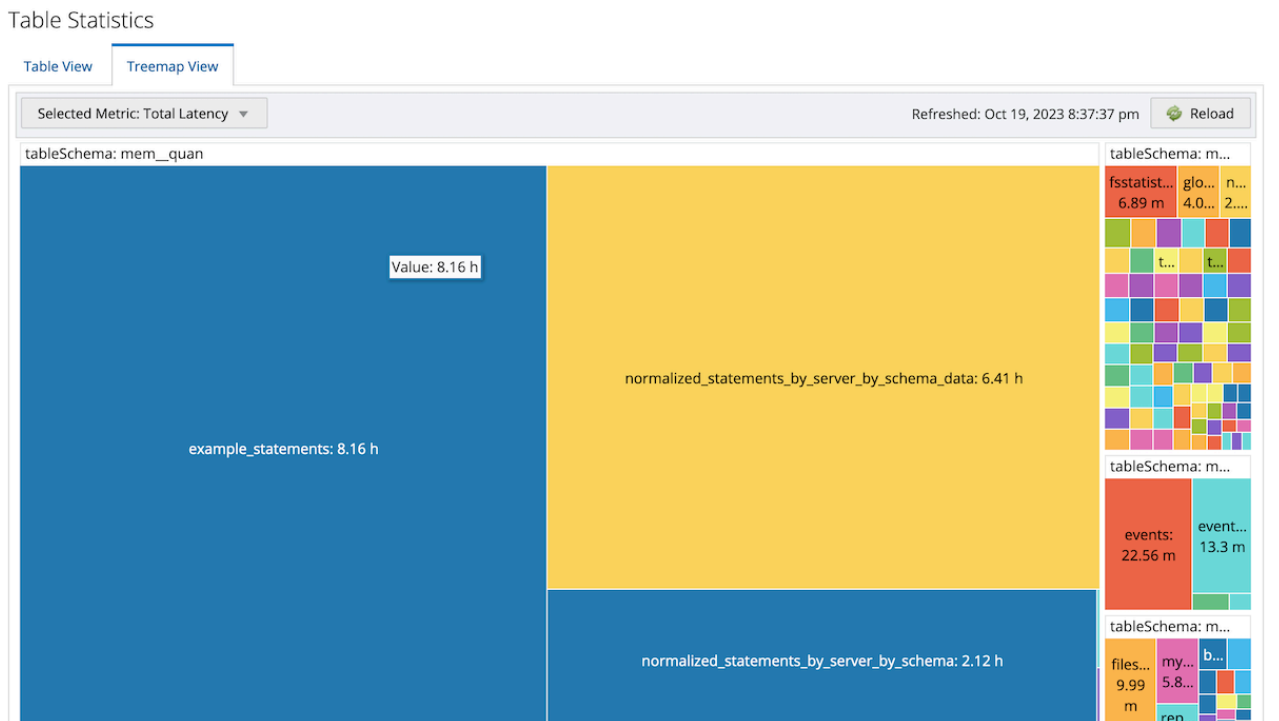 Table Statistics
Table View
Treemap View
Selected Metric: Total Latency
Refreshed: Oct 19, 2023 8:37:37 pm
Reload
tableSchema: mem__quan
Value: 8.16 h
example_statements: 8.16 h
normalized_statements_by_server_by_schema_data: 6.41 h
normalized_statements_by_server_by_schema: 2.12 h
tableSchema: m...
fsstatist...
6.89 m
glo...
4.0...
n...
2....
t...
t...
tableSchema: m...
events:
22.56 m
event...
13.3 m
tableSchema: m...
files...
9.99
m
my...
5.8...
b...
rep